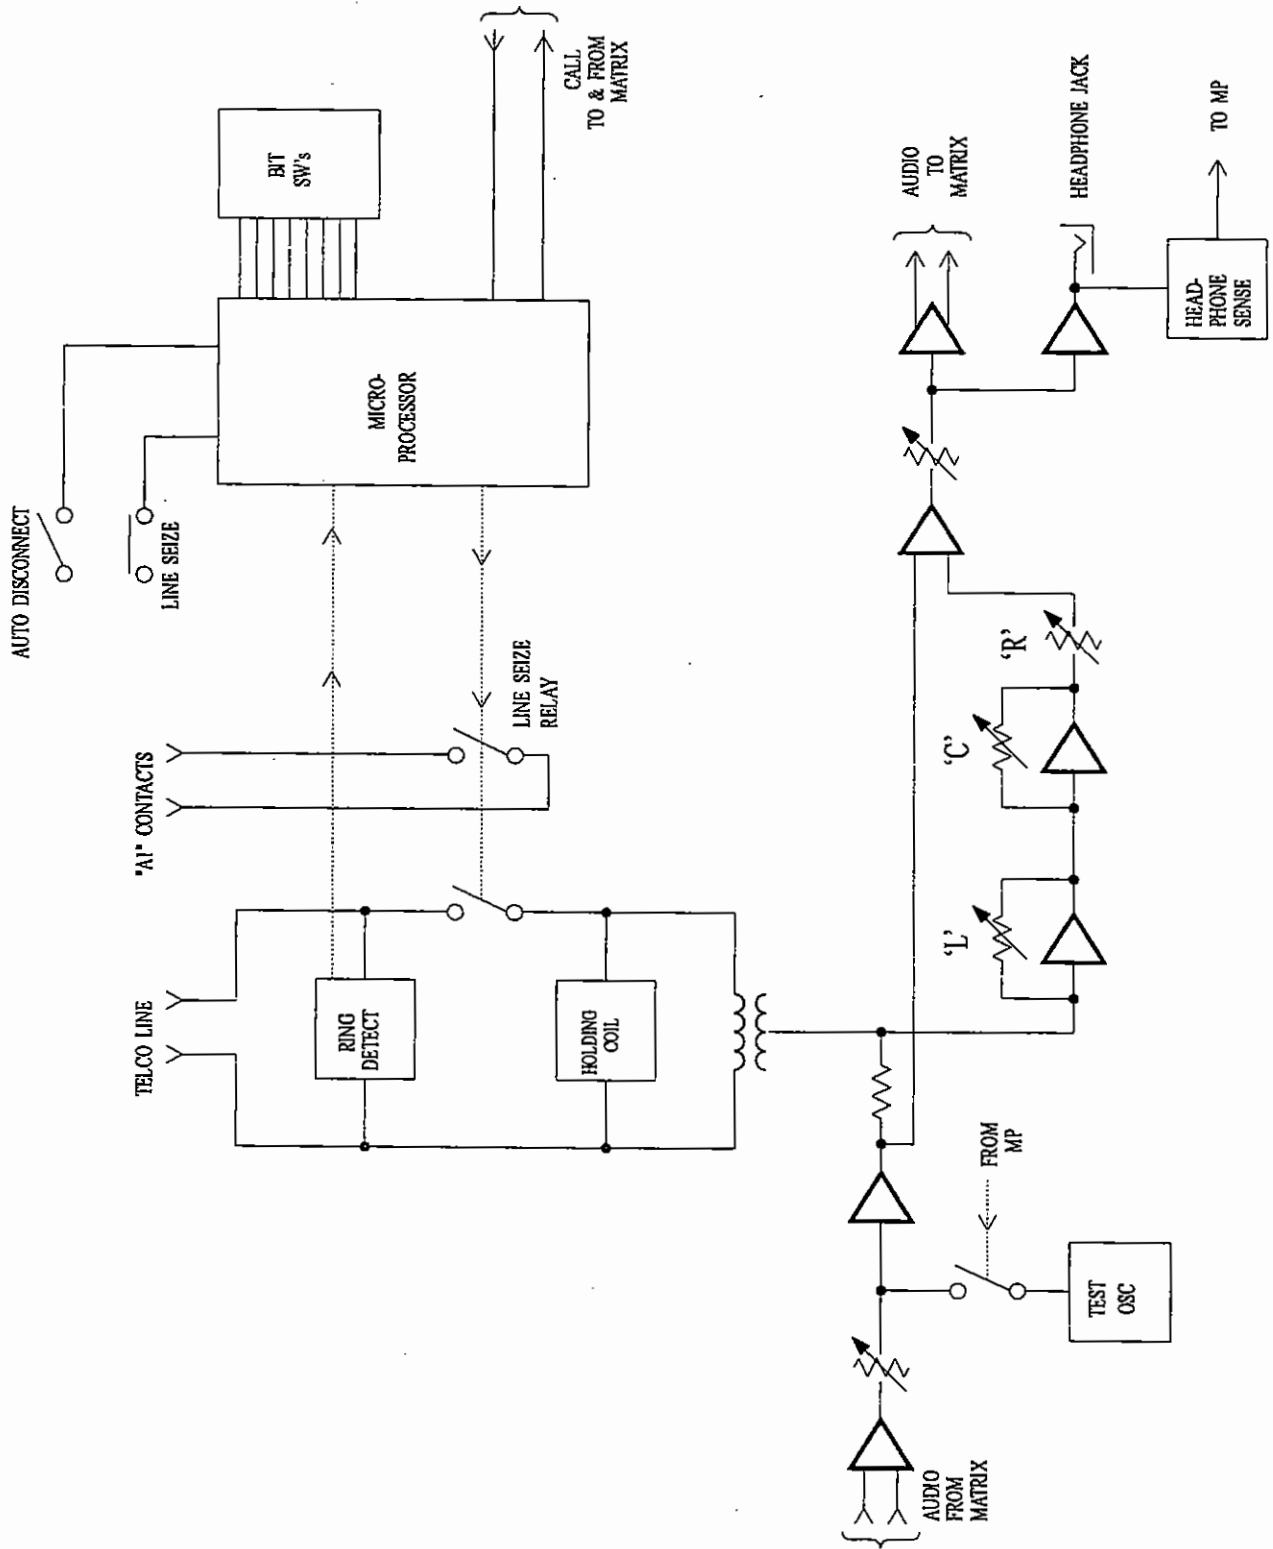 TELCO LINE
"A1" CONTACTS
AUTO DISCONNECT
LINE SEIZE
RING
DETECT
HOLDING
COIL
LINE SEIZE
RELAY
MICRO-
PROCESSOR
BIT
SW's
CALL
TO & FROM
MATRIX
AUDIO
FROM
MATRIX
TEST
OSC
FROM
MP
'L'
'C'
'R'
AUDIO
TO
MATRIX
HEADPHONE JACK
HEAD-
PHONE
SENSE
TO MP